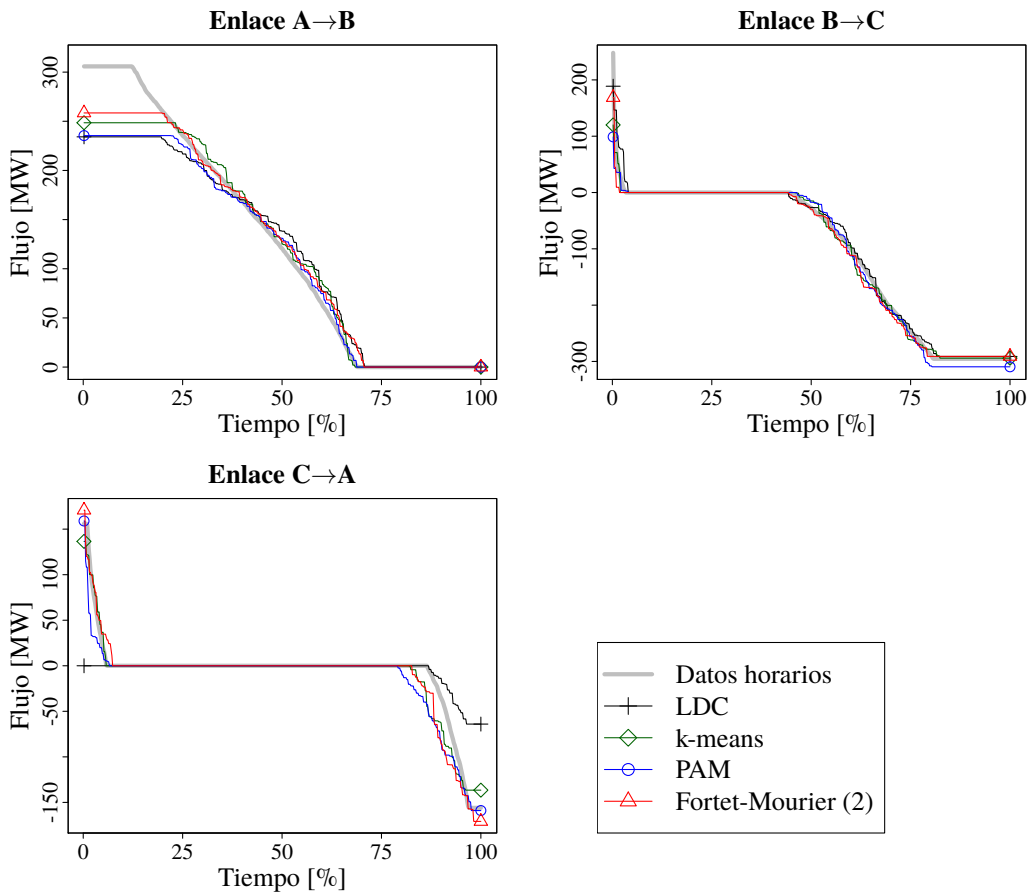 Enlace A→B
Flujo [MW]
300
200
100
50
0
0
25
50
75
100
Tiempo [%]
Enlace B→C
Flujo [MW]
200
100
0
-100
-300
0
25
50
75
100
Tiempo [%]
Enlace C→A
Flujo [MW]
100
50
0
-50
-150
0
25
50
75
100
Tiempo [%]
Datos horarios
LDC
k-means
PAM
Fortet-Mourier (2)